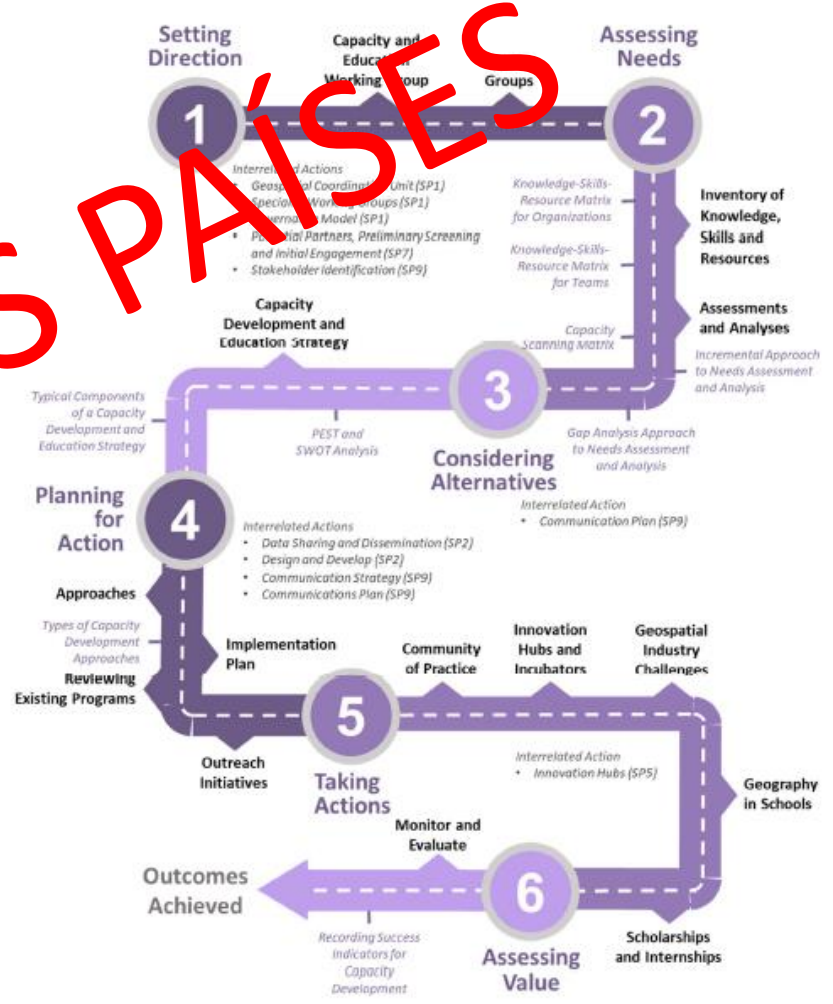 Setting
Direction
1
Capacity and
Education
Working Group
Groups
Assessing
Needs
2
S PAÍSES
Interrelated Actions
• Geospatial Coordination Unit (SP1)
Working Groups (SP1)
Model (SP1)
• Potential Partners, Preliminary Screening
and Initial Engagement (SP7)
• Stakeholder Identification (SP9)
Knowledge-Skills-
Resource Matrix
for Organizations
Knowledge-Skills-
Resource Matrix
for Teams
Capacity
Scanning Matrix
Inventory of
Knowledge,
Skills and
Resources
Assessments
and Analyses
Incremental Approach
to Needs Assessment
and Analysis
Capacity
Development and
Education Strategy
3
Considering
Alternatives
Typical Components
of a Capacity
Development and
Education Strategy
PEST and
SWOT Analysis
Gap Analysis Approach
to Needs Assessment
and Analysis
Interrelated Action
• Communication Plan (SP9)
Planning
for
Action
4
Interrelated Actions
• Data Sharing and Dissemination (SP2)
• Design and Develop (SP2)
• Communication Strategy (SP9)
• Communications Plan (SP9)
Approaches
Types of Capacity
Development
Approaches
Reviewing
Existing Programs
Implementation
Plan
Outreach
Initiatives
5
Taking
Actions
Community
of Practice
Innovation
Hubs and
Incubators
Geospatial
Industry
Challenges
Interrelated Action
• Innovation Hubs (SP5)
Geography
in Schools
Scholarships
and Internships
6
Assessing
Value
Monitor and
Evaluate
Recording Success
Indicators for
Capacity
Development
Outcomes
Achieved